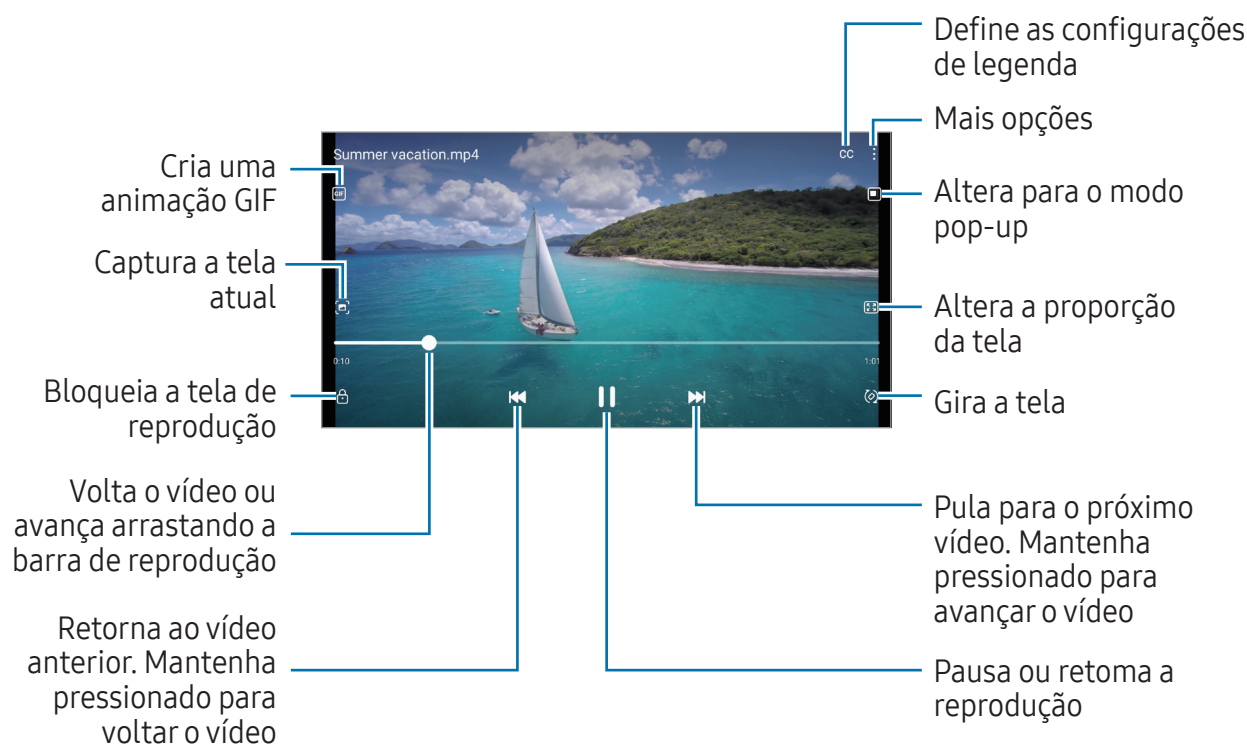 Define as configurações
de legenda
Mais opções
Altera para o modo
pop-up
Altera a proporção
da tela
Gira a tela
Pula para o próximo
vídeo. Mantenha
pressionado para
avançar o vídeo
Pausa ou retoma a
reprodução
Cria uma
animação GIF
Captura a tela
atual
Bloqueia a tela de
reprodução
Volta o vídeo ou
avança arrastando a
barra de reprodução
Retorna ao vídeo
anterior. Mantenha
pressionado para
voltar o vídeo
Summer vacation.mp4
CC
GIF
0:10
1:01